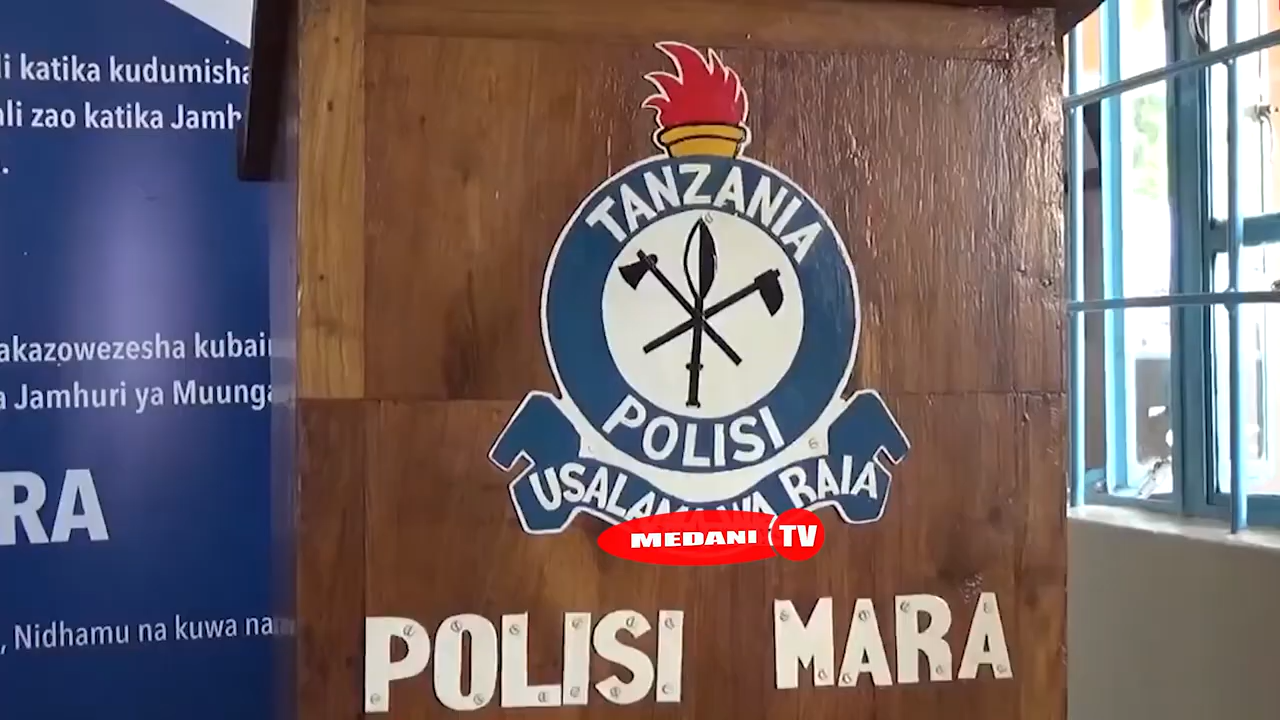 li katika kudumisha
ali zao katika Jamh
.
akazowezesha kubai
a Jamhuri ya Muunga
RA
, Nidhamu na kuwa na
TANZANIA
POLISI
USALAMA WA RAIA
MEDANI TV
POLISI MARA